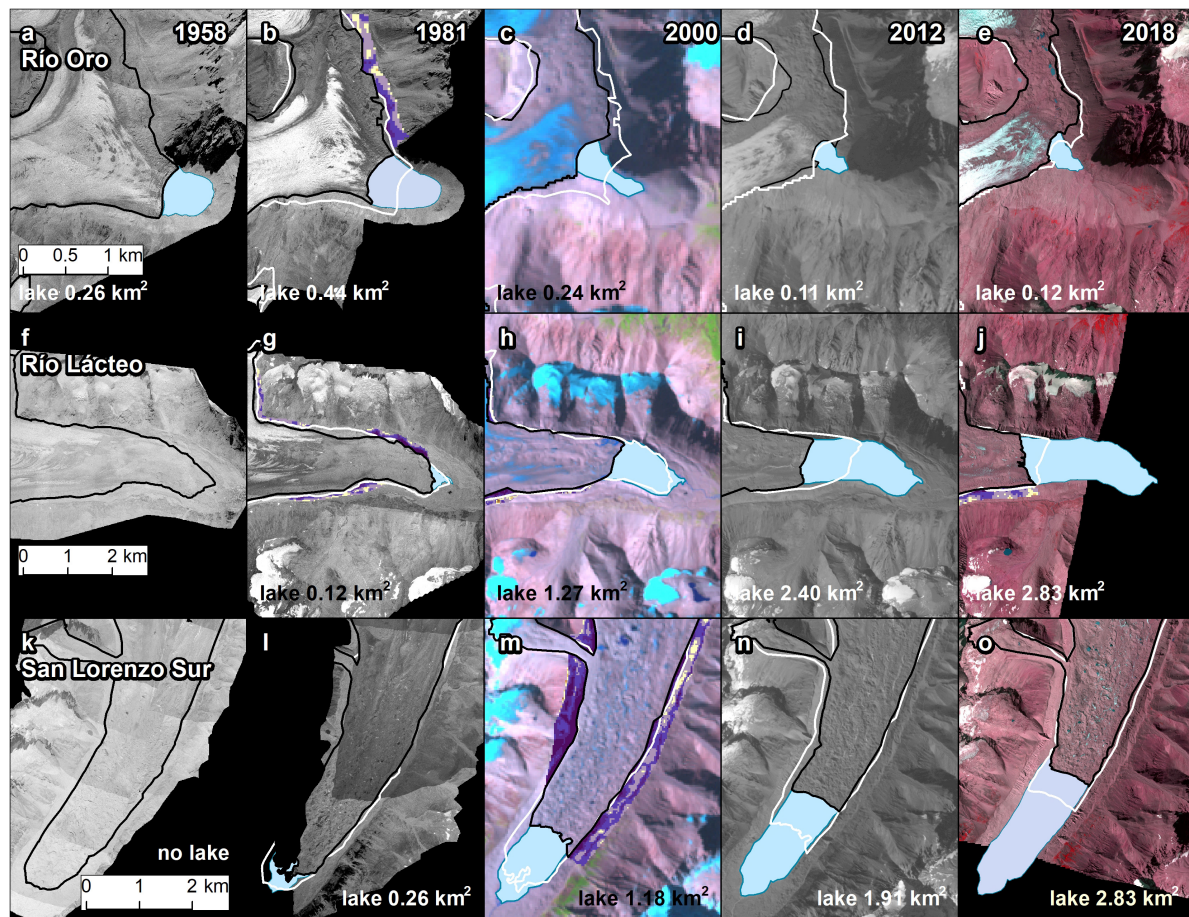 a 1958
Río Oro
b 1981
c 2000
d 2012
e 2018
0 0.5 1 km
lake 0.26 km²
lake 0.44 km²
lake 0.24 km²
lake 0.11 km²
lake 0.12 km²
f
Río Lácteo
g
h
i
j
0 1 2 km
lake 0.12 km²
lake 1.27 km²
lake 2.40 km²
lake 2.83 km²
k
San Lorenzo Sur
l
m
n
o
no lake
0 1 2 km
lake 0.26 km²
lake 1.18 km²
lake 1.91 km²
lake 2.83 km²